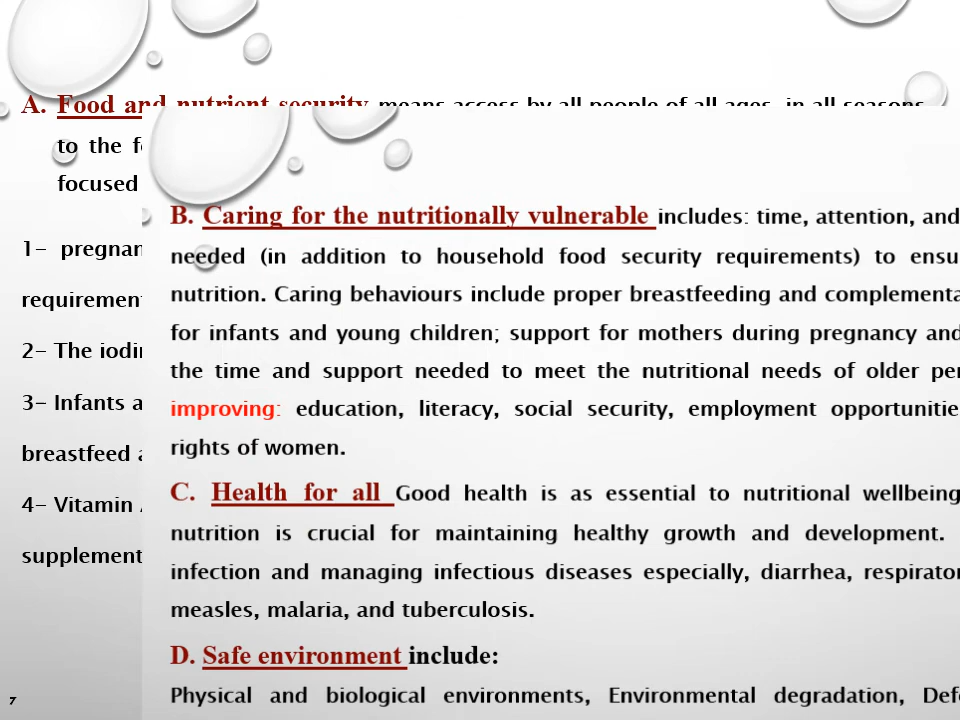 A. Food and nutrient security means access by all people of all ages, in all seasons
to the
focused
1- pregnan
requirement
2- The iodi
3- Infants a
breastfeed a
4- Vitamin
supplement
B. Caring for the nutritionally vulnerable includes: time, attention, and
needed (in addition to household food security requirements) to ensu
nutrition. Caring behaviours include proper breastfeeding and complementa
for infants and young children; support for mothers during pregnancy and
the time and support needed to meet the nutritional needs of older per
improving: education, literacy, social security, employment opportunitie
rights of women.
C. Health for all Good health is as essential to nutritional wellbeing
nutrition is crucial for maintaining healthy growth and development.
infection and managing infectious diseases especially, diarrhea, respirator
measles, malaria, and tuberculosis.
D. Safe environment include:
Physical and biological environments, Environmental degradation, Def
7